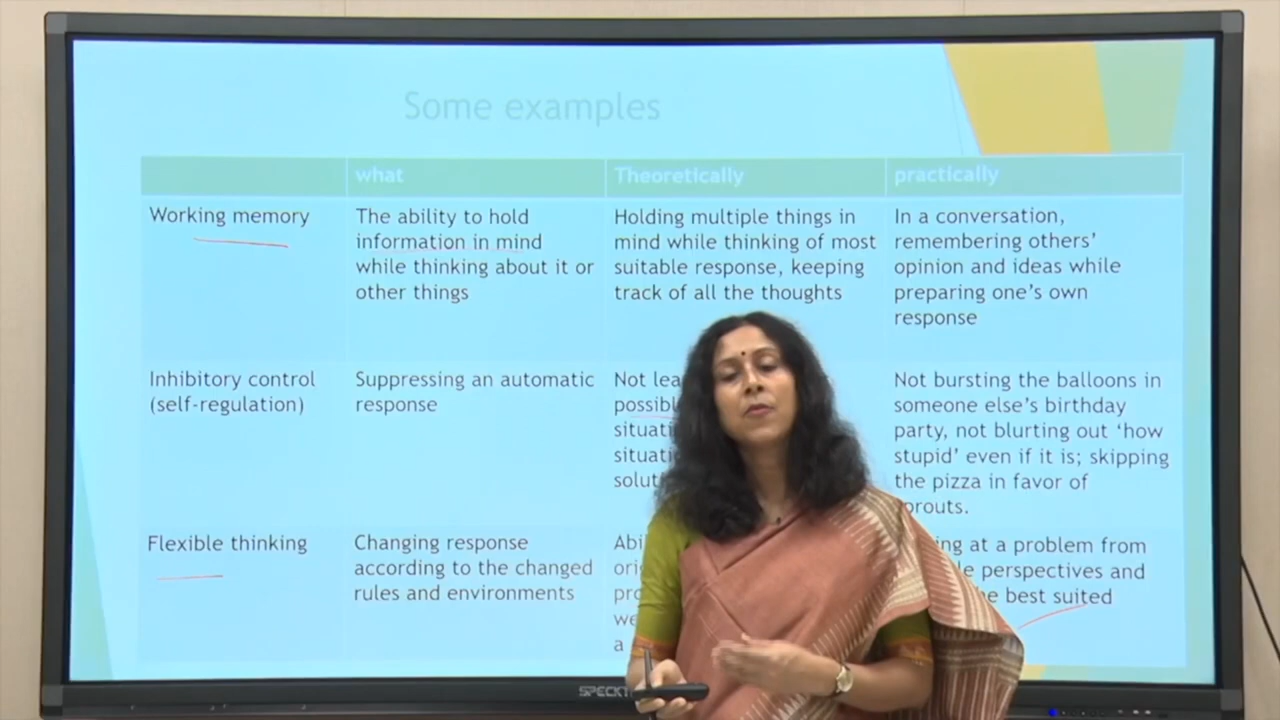 Some examples
what
Theoretically
practically
Working memory
The ability to hold
information in mind
while thinking about it or
other things
Holding multiple things in
mind while thinking of most
suitable response, keeping
track of all the thoughts
In a conversation,
remembering others'
opinion and ideas while
preparing one's own
response
Inhibitory control
(self-regulation)
Suppressing an automatic
response
Not
Not bursting the balloons in
someone else's birthday
party, not blurting out 'how
stupid' even if it is; skipping
the pizza in favor of
Flexible thinking
Changing response
according to the changed
rules and environments
a
at a problem from
perspectives and
best suited